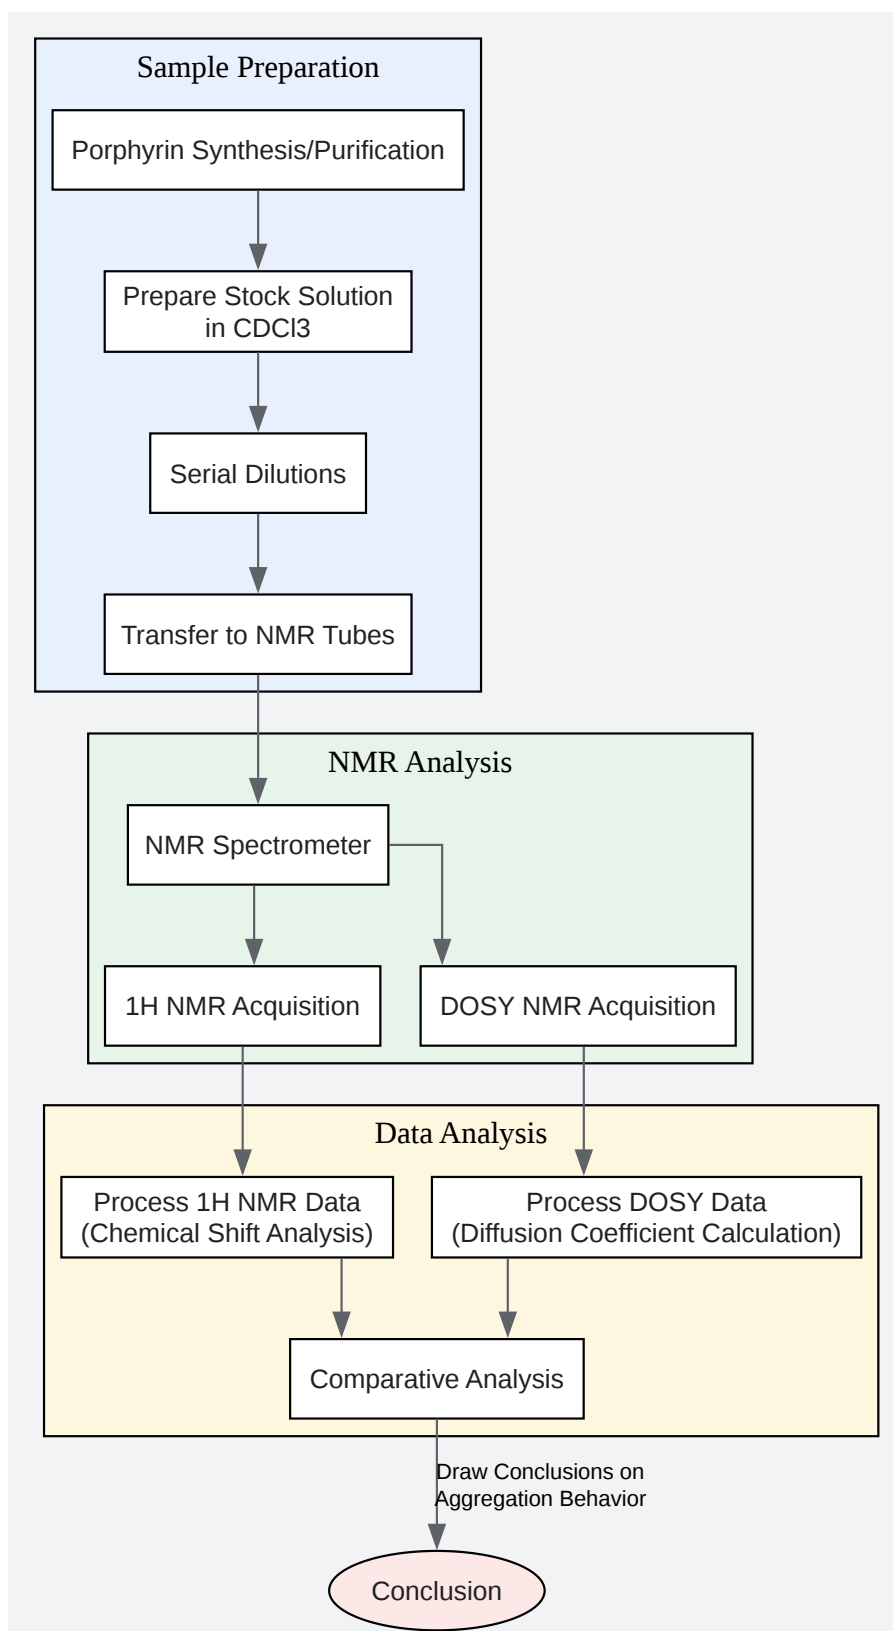 Sample Preparation
Porphyrin Synthesis/Purification
Prepare Stock Solution
in CDCl3
Serial Dilutions
Transfer to NMR Tubes
NMR Analysis
NMR Spectrometer
1H NMR Acquisition
DOSY NMR Acquisition
Data Analysis
Process 1H NMR Data
(Chemical Shift Analysis)
Process DOSY Data
(Diffusion Coefficient Calculation)
Comparative Analysis
Draw Conclusions on
Aggregation Behavior
Conclusion